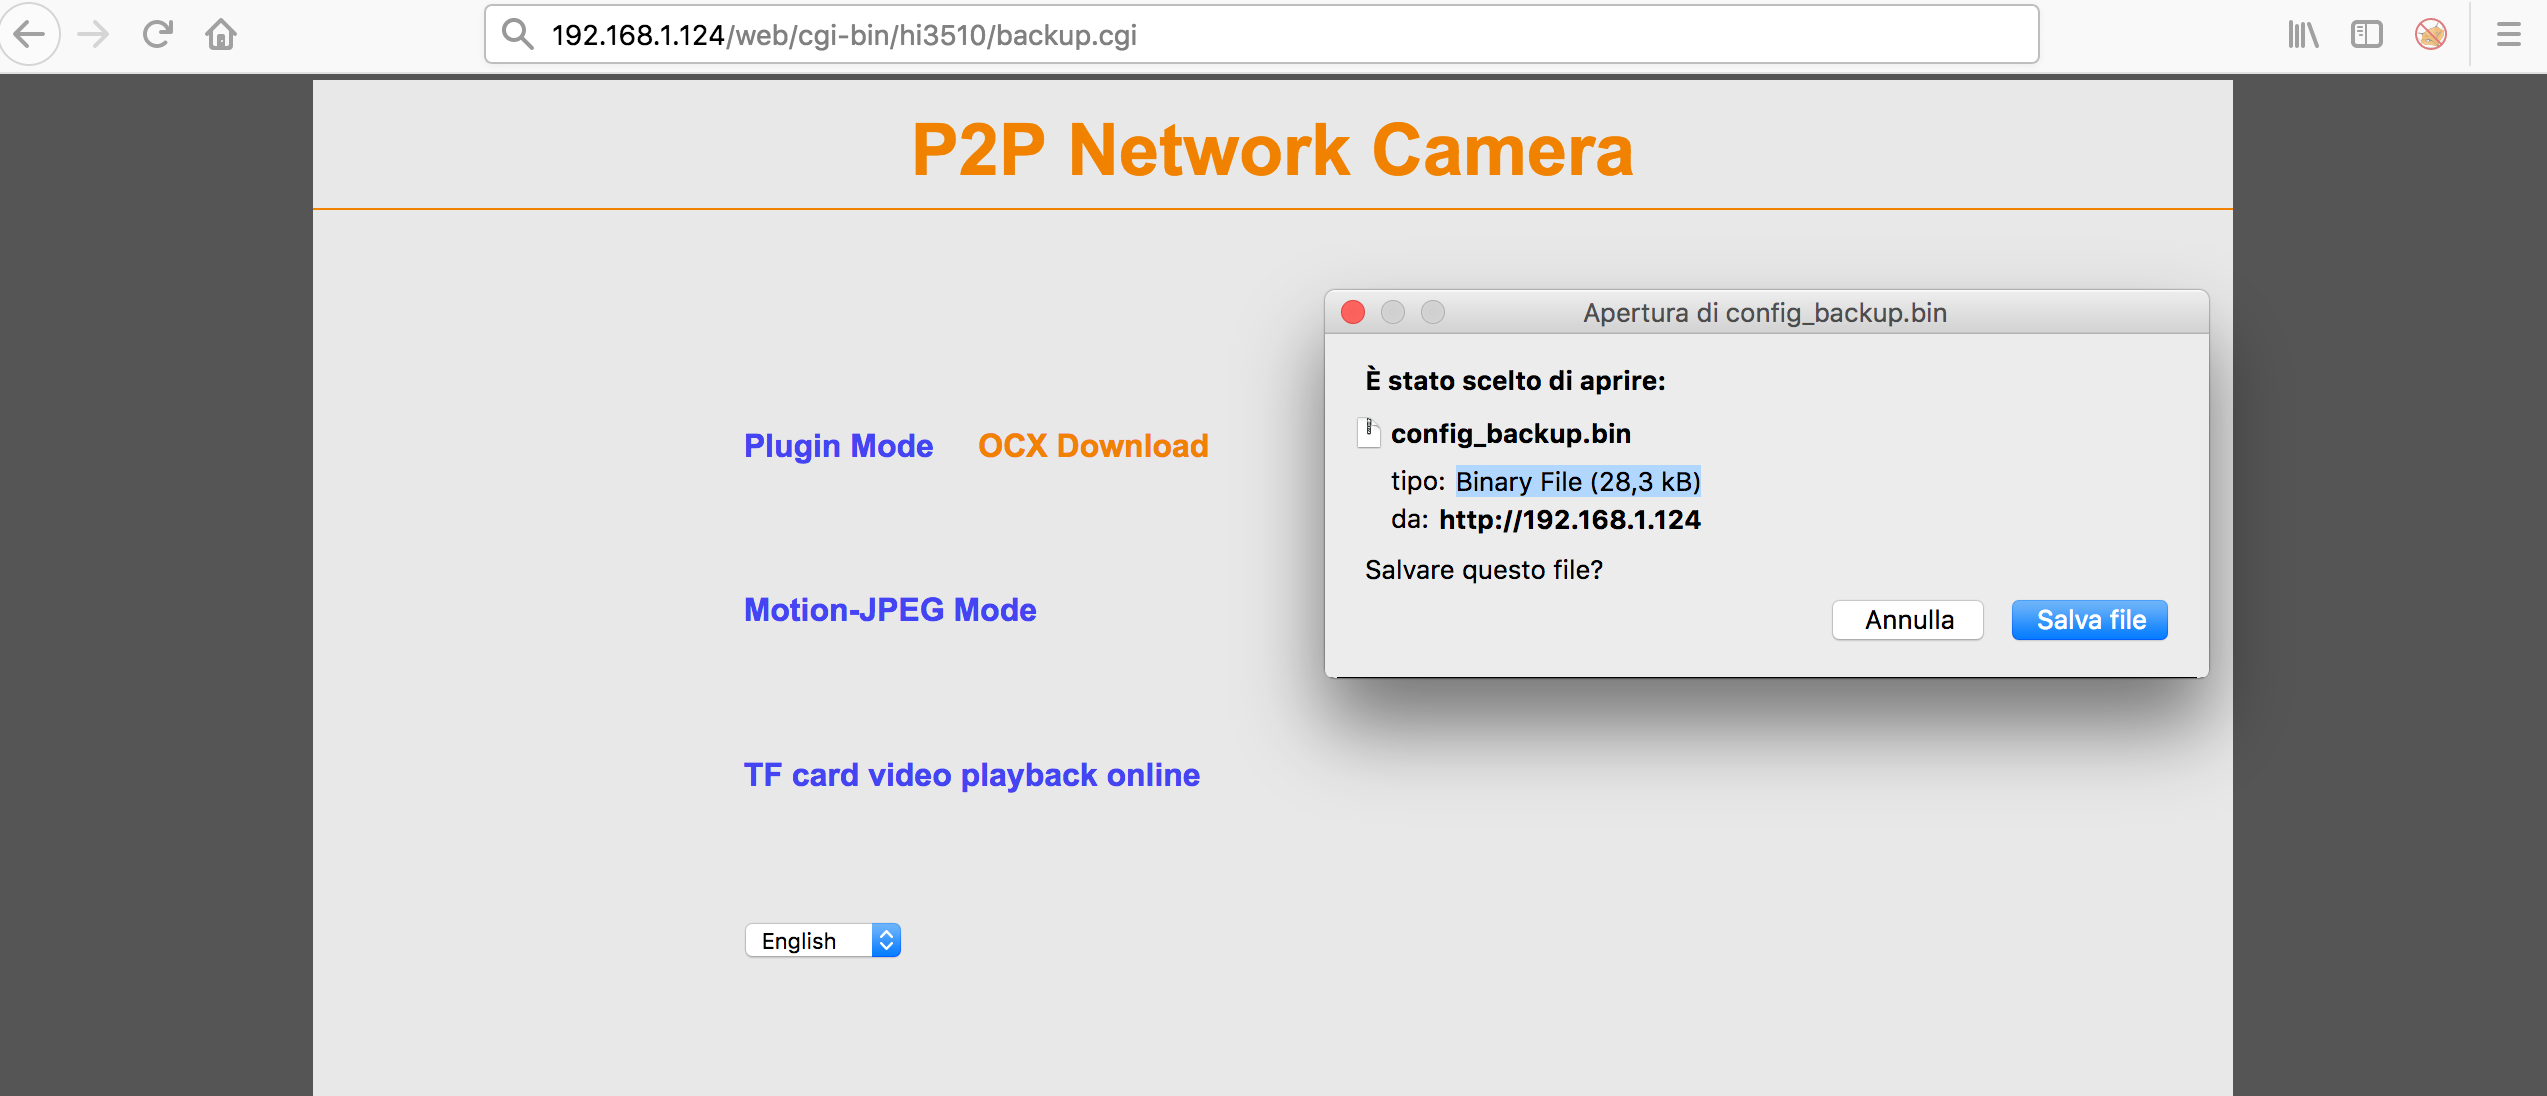 192.168.1.124/web/cgi-bin/hi3510/backup.cgi
P2P Network Camera
Apertura di config_backup.bin
È stato scelto di aprire:
config_backup.bin
tipo: Binary File (28,3 kB)
da: http://192.168.1.124
Salvare questo file?
Annulla Salva file
Plugin Mode OCX Download
Motion-JPEG Mode
TF card video playback online
English